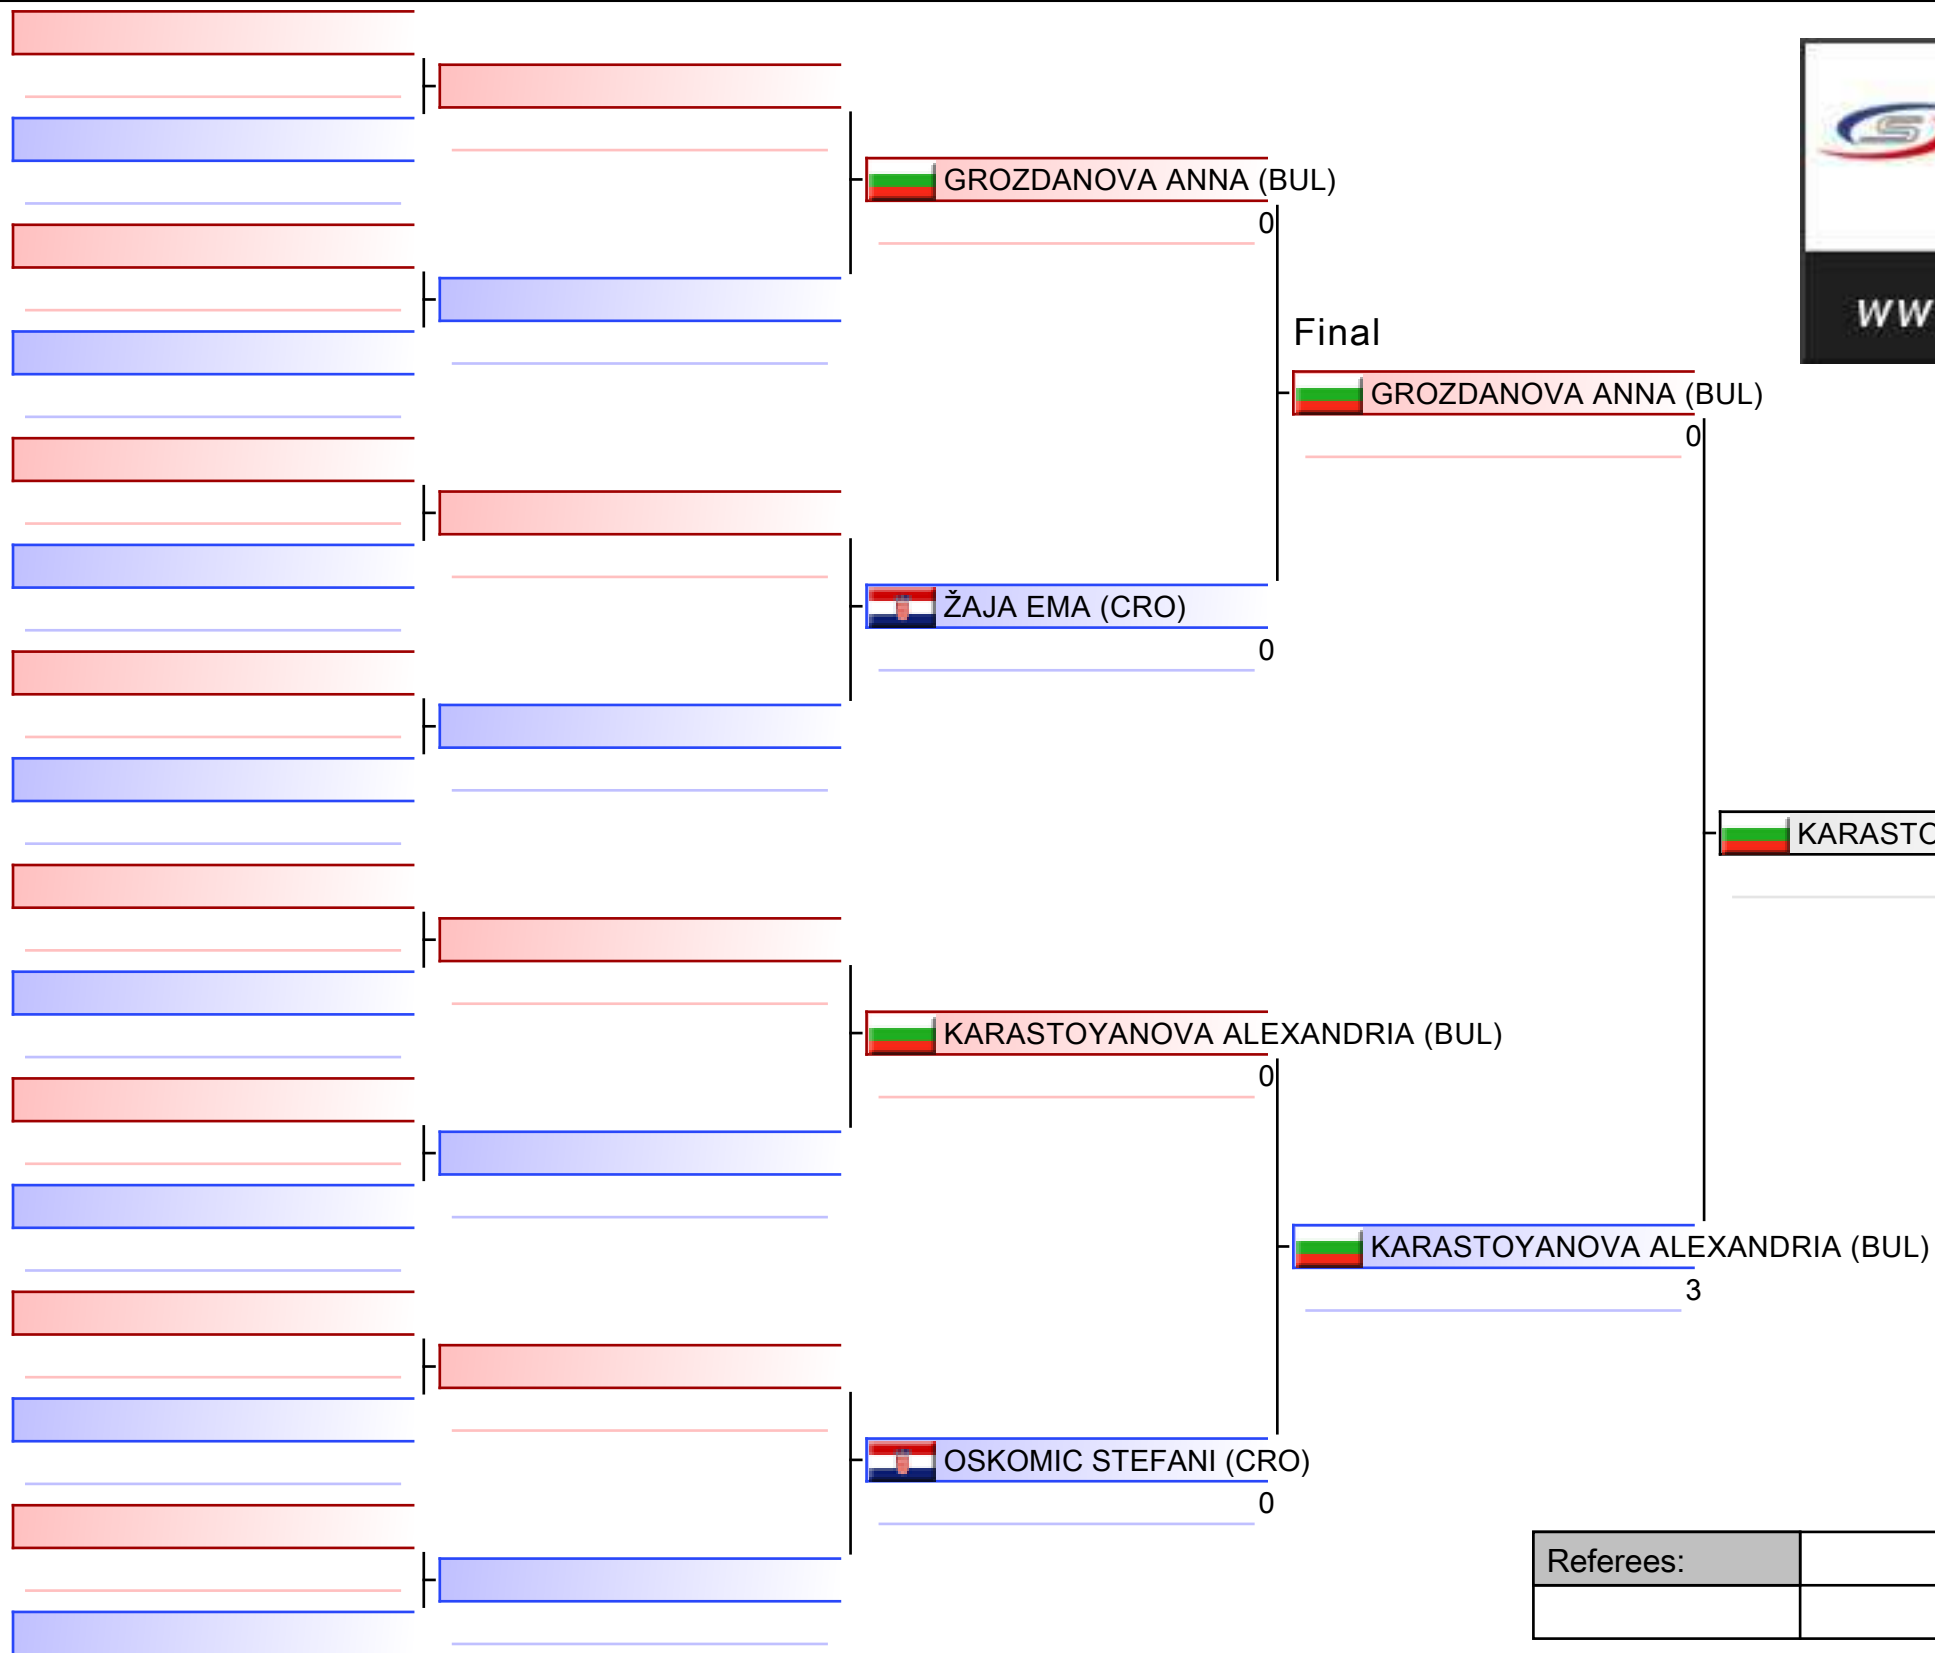 GROZDANOVA ANNA (BUL)
0
Final
GROZDANOVA ANNA (BUL)
0
ŽAJA EMA (CRO)
0
KARASTOYANOVA ALEXANDRIA (BUL)
0
KARASTOYANOVA ALEXANDRIA (BUL)
3
OSKOMIC STEFANI (CRO)
0
Referees: